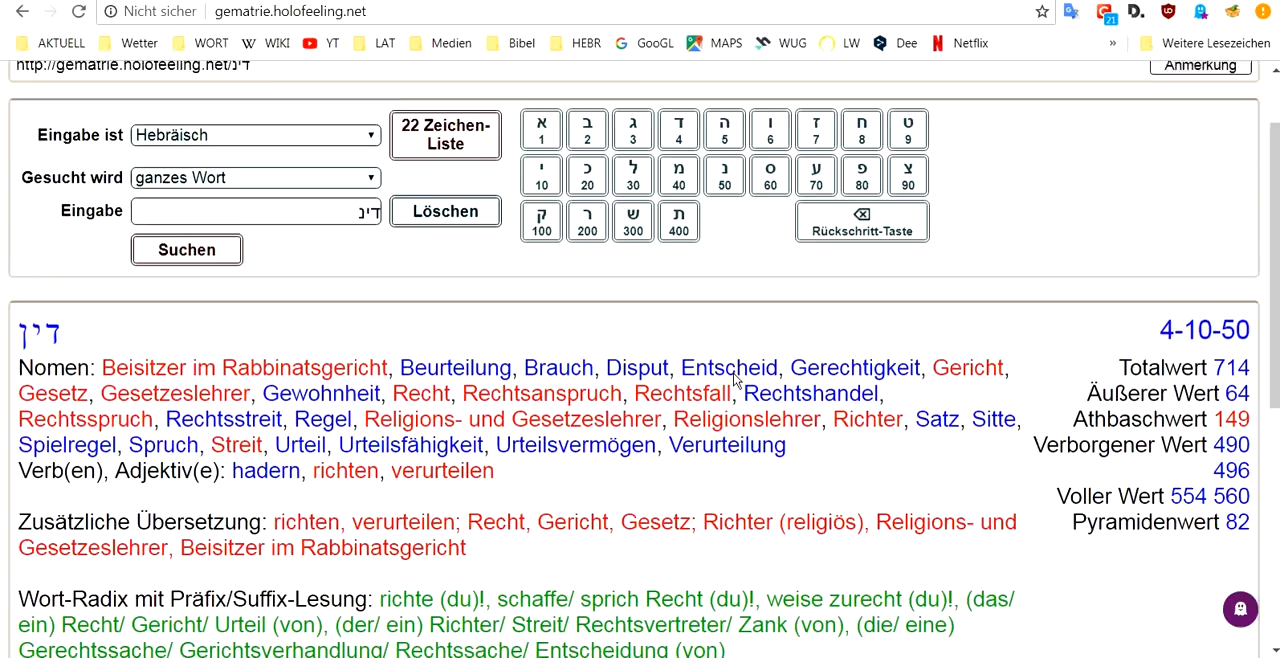 Nicht sicher | gematrie.holofeeling.net
21
AKTUELL Wetter WORT WIKI YT LAT Medien Bibel HEBR GooGL MAPS WUG LW Dee Netflix » Weitere Lesezeichen
http://gematrie.holofeeling.net/דינ Anmerkung
Eingabe ist Hebräisch
22 Zeichen-Liste
Gesucht wird ganzes Wort
Eingabe דינ Löschen
Suchen
א ב ג ד ה ו ז ח ט
1 2 3 4 5 6 7 8 9
י כ ל מ נ ס ע פ צ
10 20 30 40 50 60 70 80 90
ק ר ש ת
100 200 300 400 Rückschritt-Taste
דין 4-10-50
Nomen: Beisitzer im Rabbinatsgericht, Beurteilung, Brauch, Disput, Entscheid, Gerechtigkeit, Gericht,
Gesetz, Gesetzeslehrer, Gewohnheit, Recht, Rechtsanspruch, Rechtsfall, Rechtshandel,
Rechtsspruch, Rechtsstreit, Regel, Religions- und Gesetzeslehrer, Religionslehrer, Richter, Satz, Sitte,
Spielregel, Spruch, Streit, Urteil, Urteilsfähigkeit, Urteilsvermögen, Verurteilung
Verb(en), Adjektiv(e): hadern, richten, verurteilen
Totalwert 714
Äußerer Wert 64
Athbaschwert 149
Verborgener Wert 490
496
Voller Wert 554 560
Pyramidenwert 82
Zusätzliche Übersetzung: richten, verurteilen; Recht, Gericht, Gesetz; Richter (religiös), Religions- und
Gesetzeslehrer, Beisitzer im Rabbinatsgericht
Wort-Radix mit Präfix/Suffix-Lesung: richte (du)!, schaffe/ sprich Recht (du)!, weise zurecht (du)!, (das/
ein) Recht/ Gericht/ Urteil (von), (der/ ein) Richter/ Streit/ Rechtsvertreter/ Zank (von), (die/ eine)
Gerechtssache/ Gerichtsverhandlung/ Rechtssache/ Entscheidung (von)